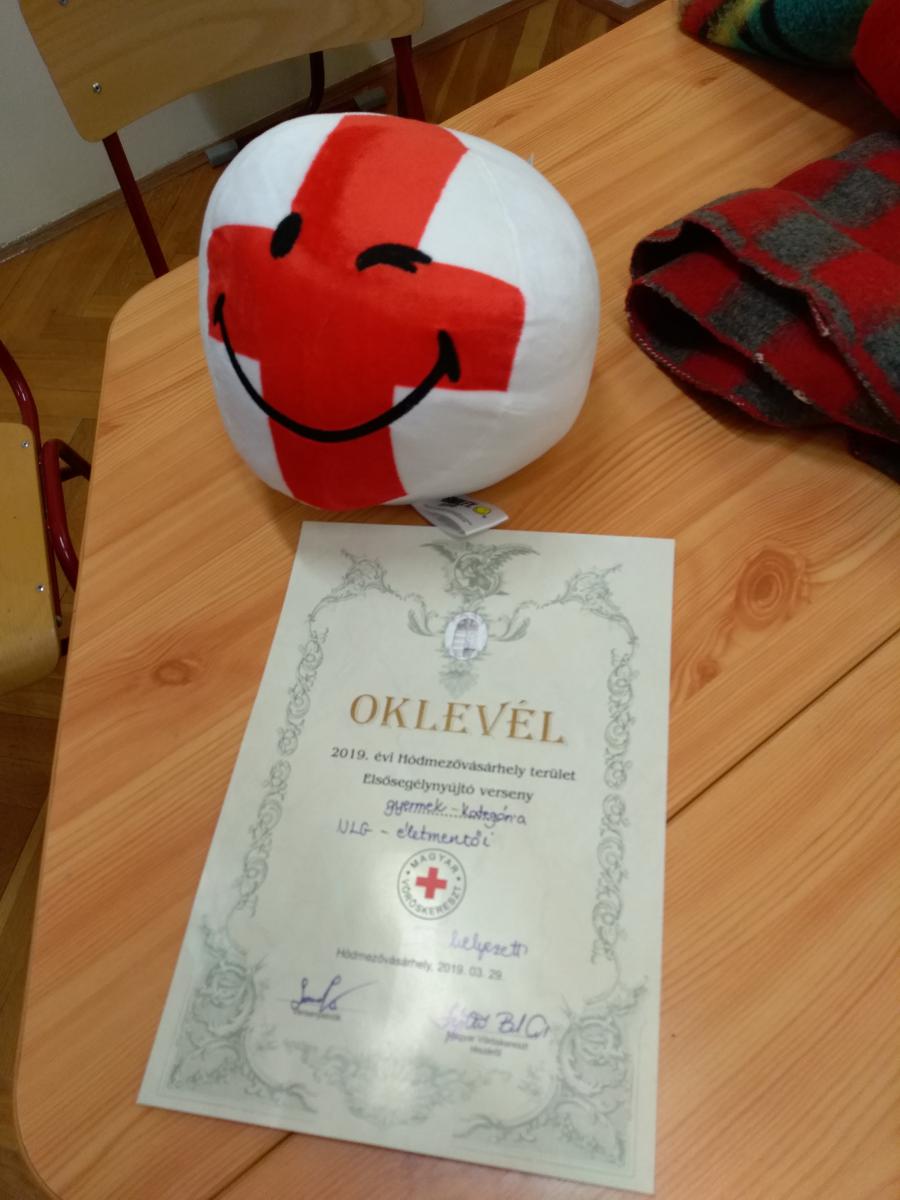 OKLEVÉL
2019. évi Hódmezővásárhely terület
Elsősegélynyújtó verseny
gyermek - kategória
NLG - életmentői
MAGYAR
VÖRÖSKERESZT
helyezett
Hódmezővásárhely, 2019. 03. 29.
Magyar Vöröskereszt